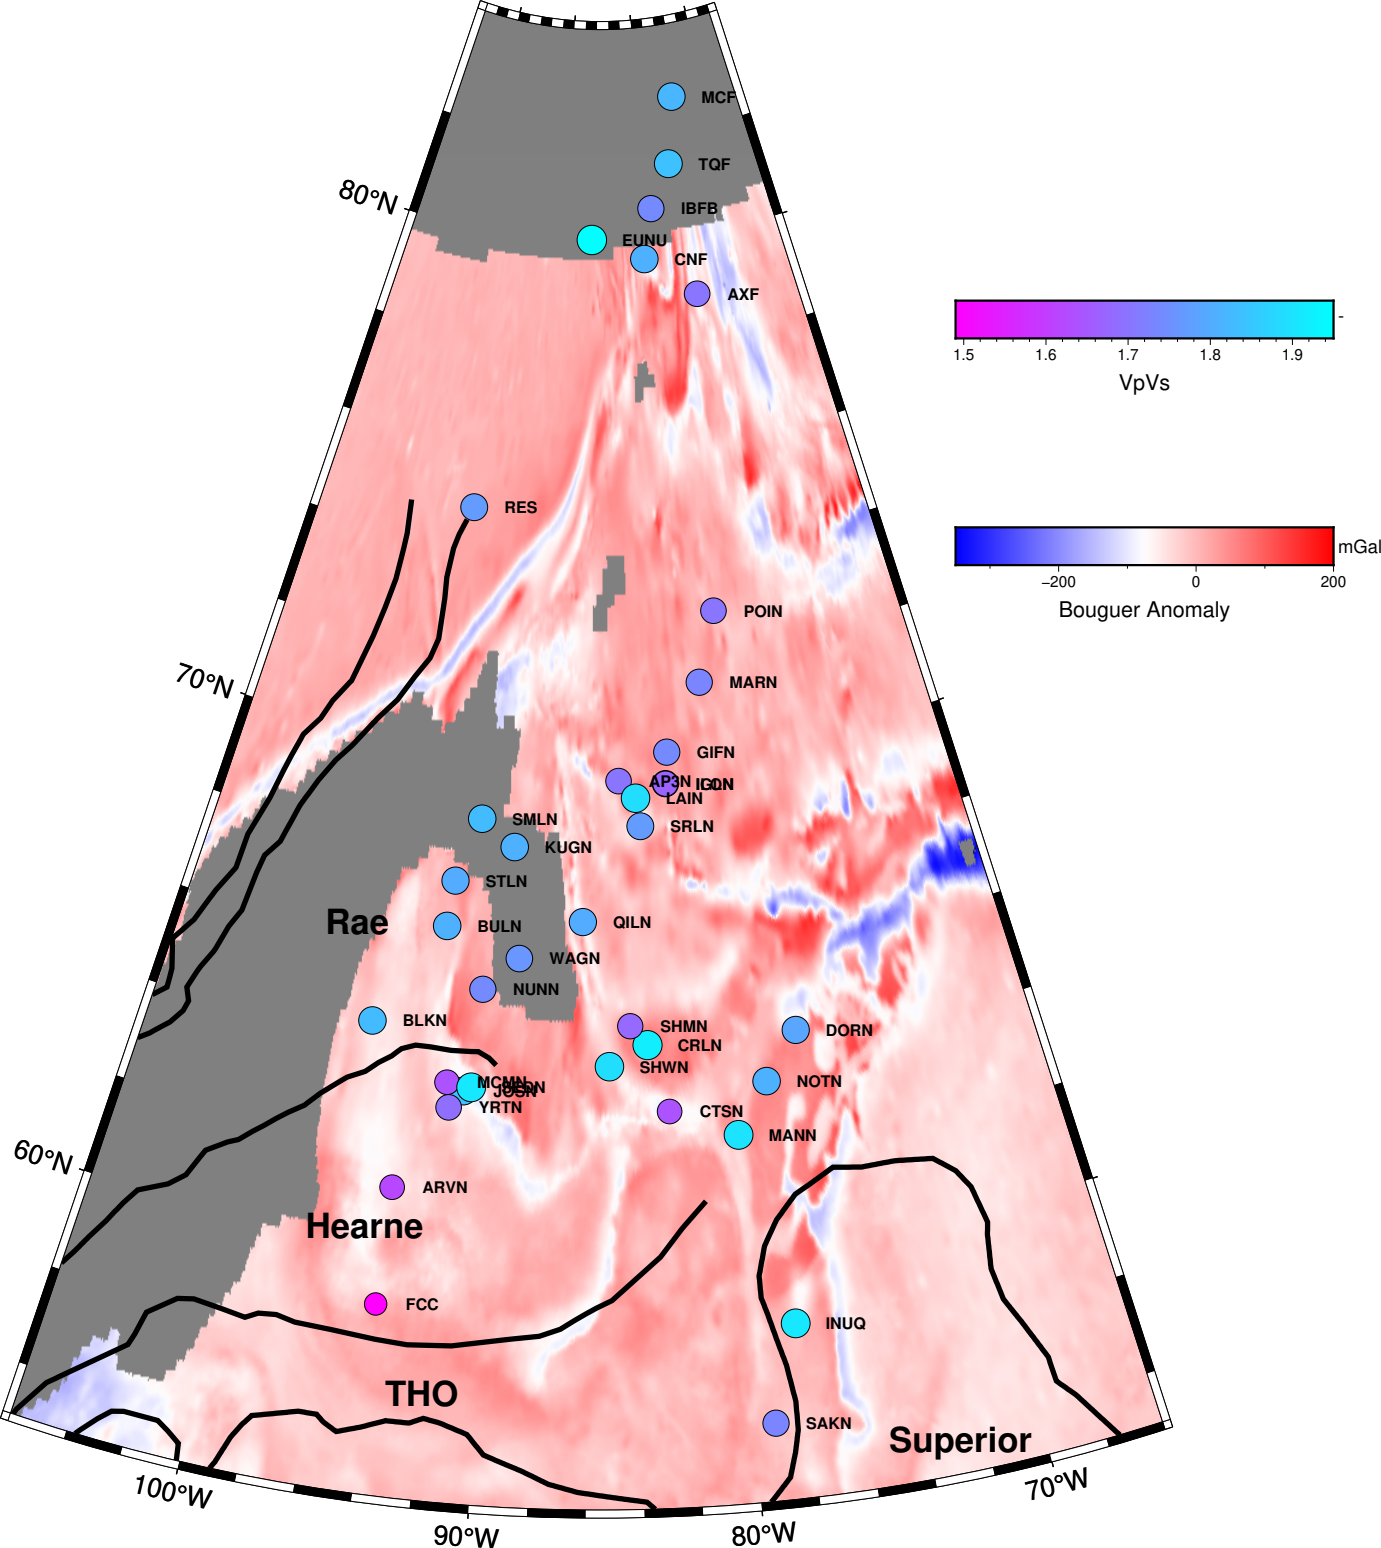 MCF
TQF
80°N
IBFB
EUNU
CNF
AXF
-
1.5 1.6 1.7 1.8 1.9
VpVs
RES
mGal
−200 0 200
Bouguer Anomaly
POIN
70°N
MARN
GIFN
AP3N
LAIN
SMLN
SRLN
KUGN
STLN
Rae
BULN
QILN
WAGN
NUNN
BLKN
SHMN
DORN
CRLN
SHWN
MCMN
NOTN
JOSN
YRTN
CTSN
MANN
60°N
ARVN
Hearne
FCC
INUQ
THO
SAKN
Superior
100°W
70°W
90°W
80°W